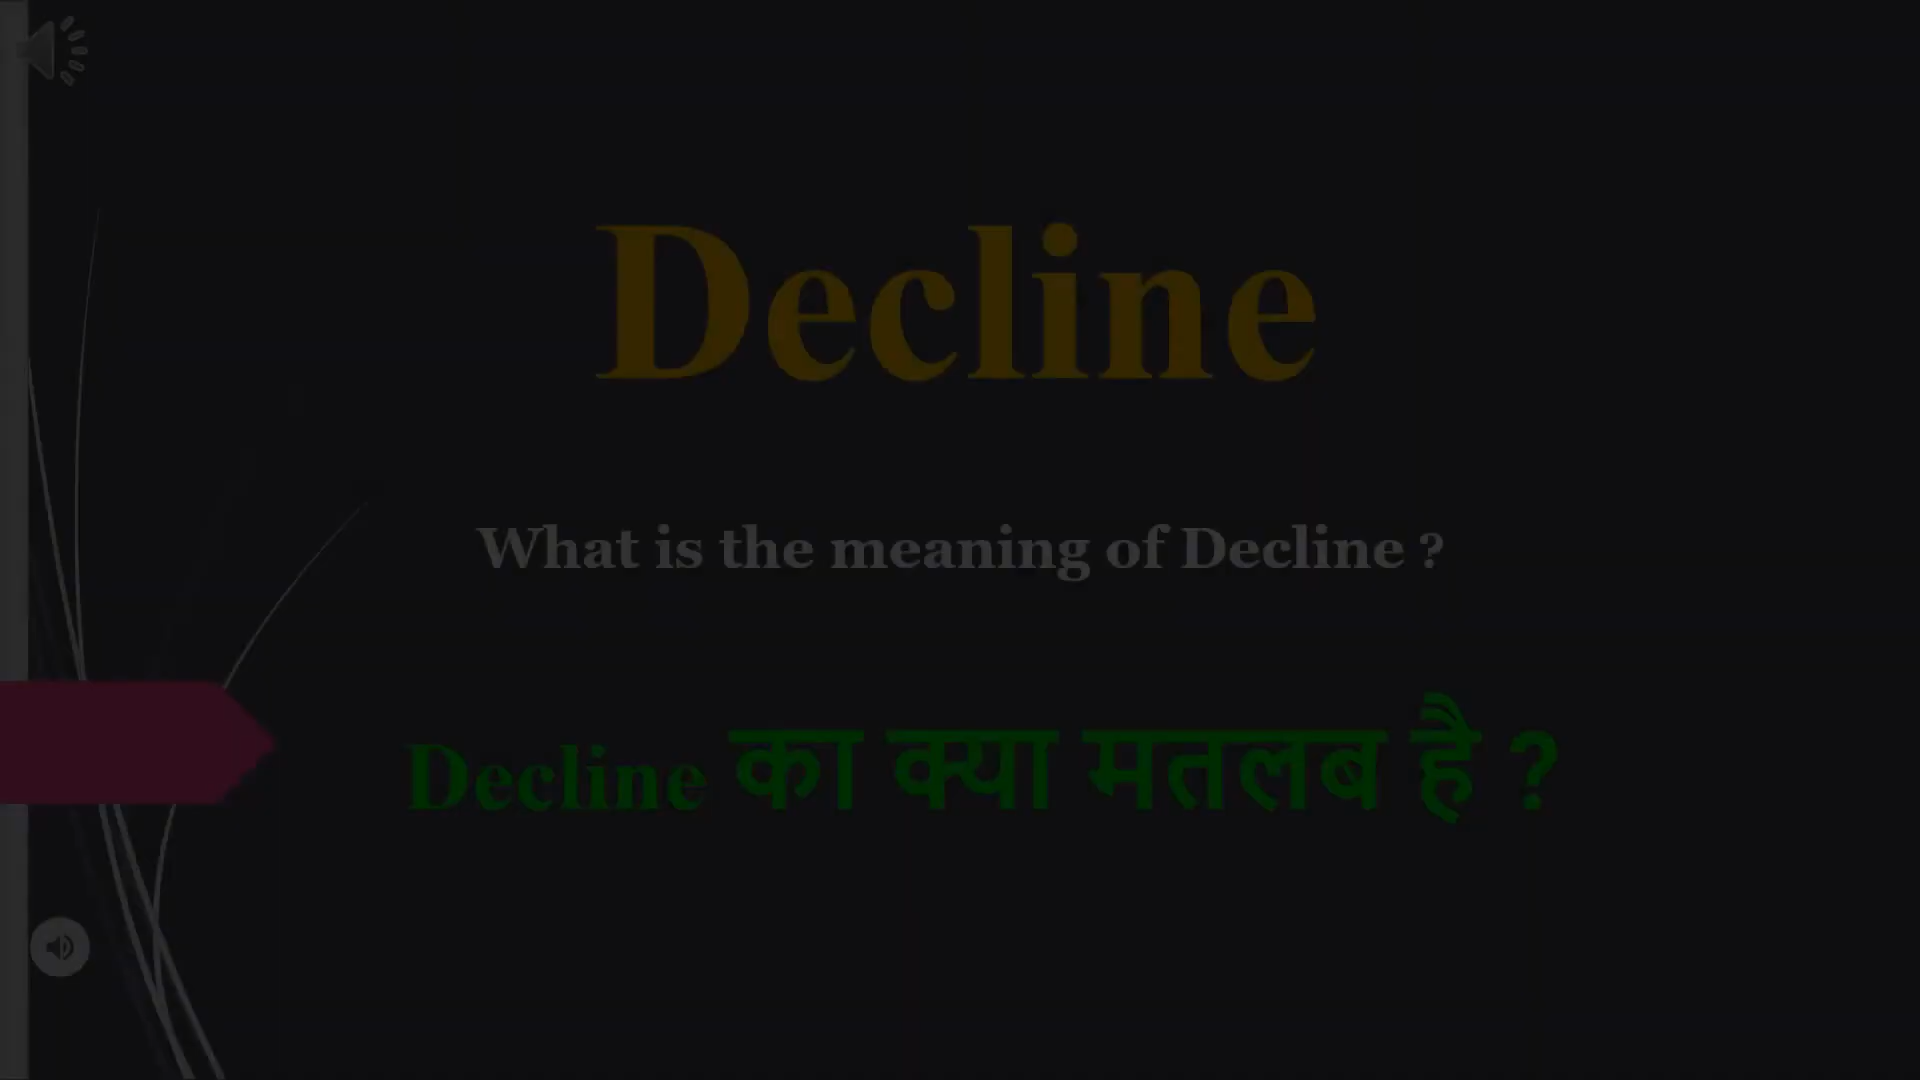 Decline
What is the meaning of Decline ?
Decline का क्या मतलब है ?